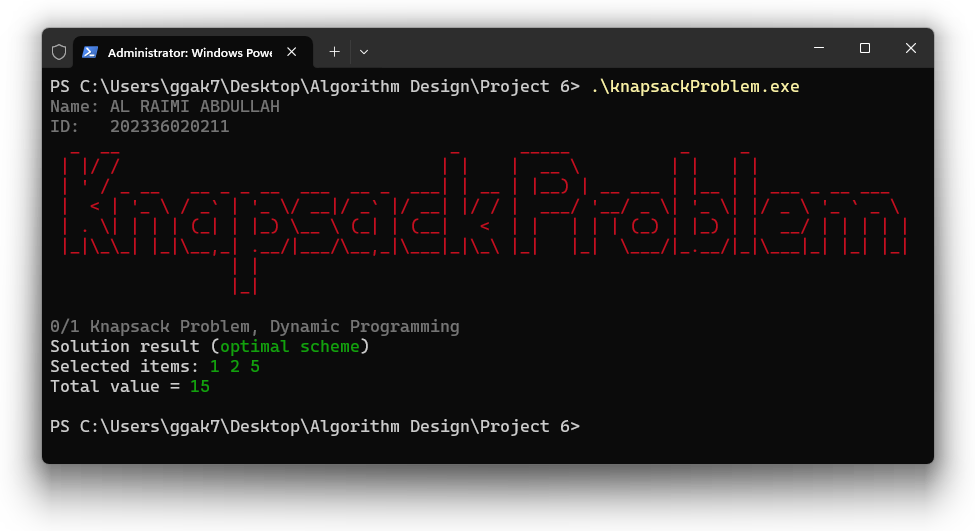 Administrator: Windows Powe
PS C:\Users\ggak7\Desktop\Algorithm Design\Project 6> .\knapsackProblem.exe
Name: AL RAIMI ABDULLAH
ID:   202336020211
Knapsack Problem
0/1 Knapsack Problem, Dynamic Programming
Solution result (optimal scheme)
Selected items: 1 2 5
Total value = 15
PS C:\Users\ggak7\Desktop\Algorithm Design\Project 6>